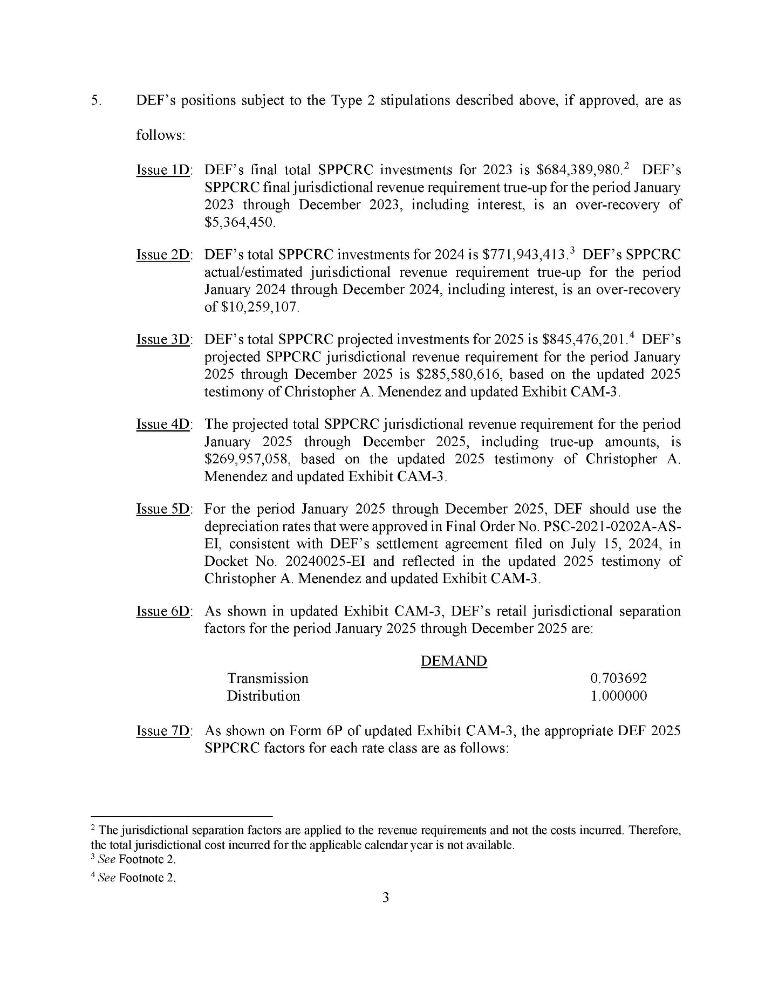 5. DEF’s positions subject to the Type 2 stipulations described above, if approved, are as
follows:
Issue 1D: DEF’s final total SPPCRC investments for 2023 is $684,389,980.2 DEF’s
SPPCRC final jurisdictional revenue requirement true-up for the period January
2023 through December 2023, including interest, is an over-recovery of
$5,364,450.
Issue 2D: DEF’s total SPPCRC investments for 2024 is $771,943,413.3 DEF’s SPPCRC
actual/estimated jurisdictional revenue requirement true-up for the period
January 2024 through December 2024, including interest, is an over-recovery
of $10,259,107.
Issue 3D: DEF’s total SPPCRC projected investments for 2025 is $845,476,201.4 DEF’s
projected SPPCRC jurisdictional revenue requirement for the period January
2025 through December 2025 is $285,580,616, based on the updated 2025
testimony of Christopher A. Menendez and updated Exhibit CAM-3.
Issue 4D: The projected total SPPCRC jurisdictional revenue requirement for the period
January 2025 through December 2025, including true-up amounts, is
$269,957,058, based on the updated 2025 testimony of Christopher A.
Menendez and updated Exhibit CAM-3.
Issue 5D: For the period January 2025 through December 2025, DEF should use the
depreciation rates that were approved in Final Order No. PSC-2021-0202A-AS-
EI, consistent with DEF’s settlement agreement filed on July 15, 2024, in
Docket No. 20240025-EI and reflected in the updated 2025 testimony of
Christopher A. Menendez and updated Exhibit CAM-3.
Issue 6D: As shown in updated Exhibit CAM-3, DEF’s retail jurisdictional separation
factors for the period January 2025 through December 2025 are:
DEMAND
Transmission 0.703692
Distribution 1.000000
Issue 7D: As shown on Form 6P of updated Exhibit CAM-3, the appropriate DEF 2025
SPPCRC factors for each rate class are as follows:
2 The jurisdictional separation factors are applied to the revenue requirements and not the costs incurred. Therefore,
the total jurisdictional cost incurred for the applicable calendar year is not available.
3 See Footnote 2.
4 See Footnote 2.
3